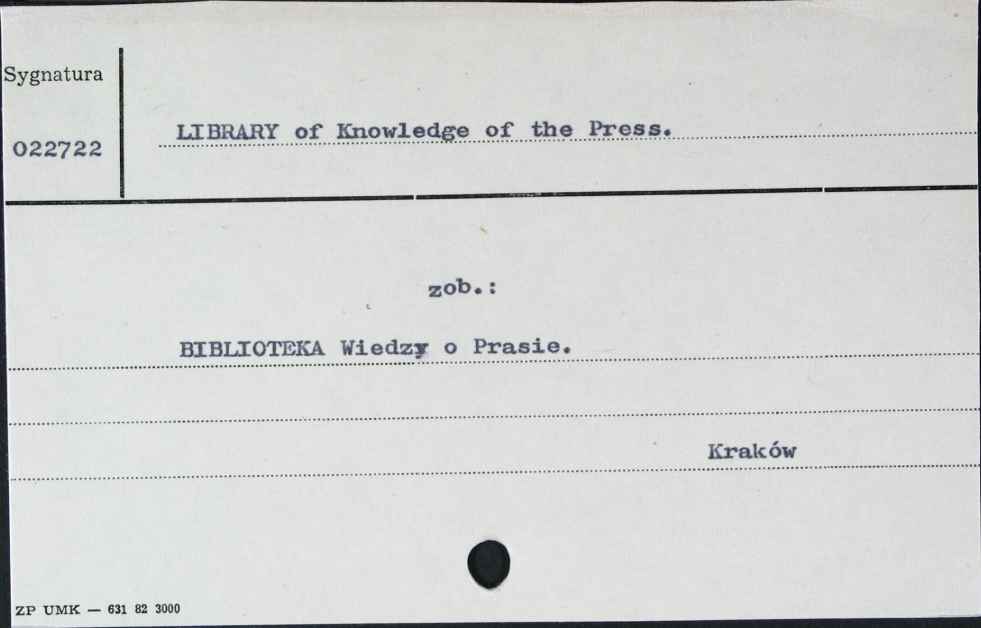 Sygnatura
022722
LIBRARY of Knowledge of the Press.
zob.:
BIBLIOTEKA Wiedzy o Prasie.
Kraków
ZP UMK — 631 82 3000